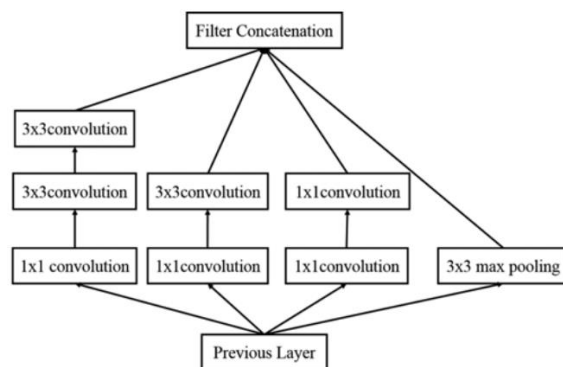 Filter Concatenation
3x3convolution
3x3convolution
3x3convolution
1x1convolution
1x1 convolution
1x1convolution
1x1convolution
3x3 max pooling
Previous Layer